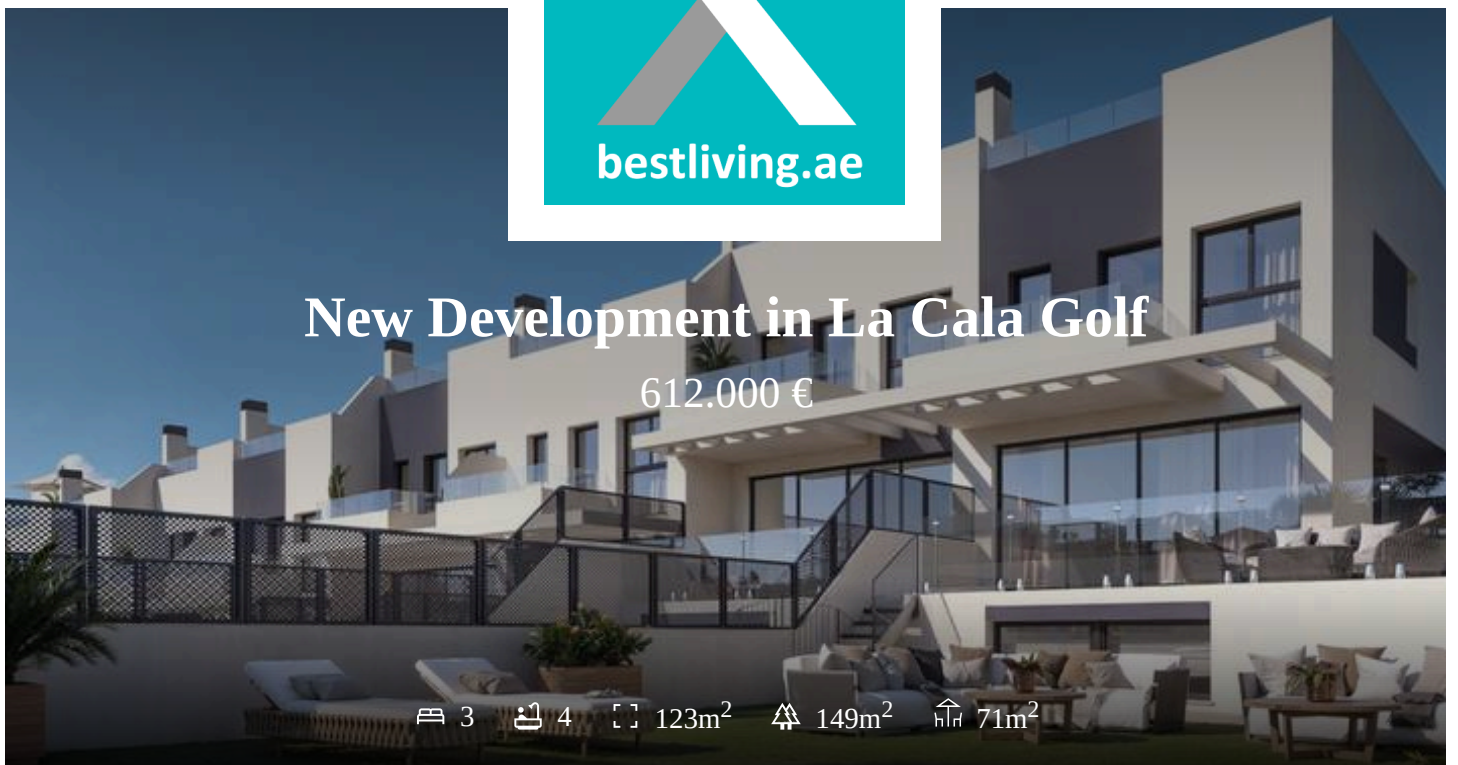 bestliving.ae
New Development in La Cala Golf
612.000 €
3 4 123m² 149m² 71m²